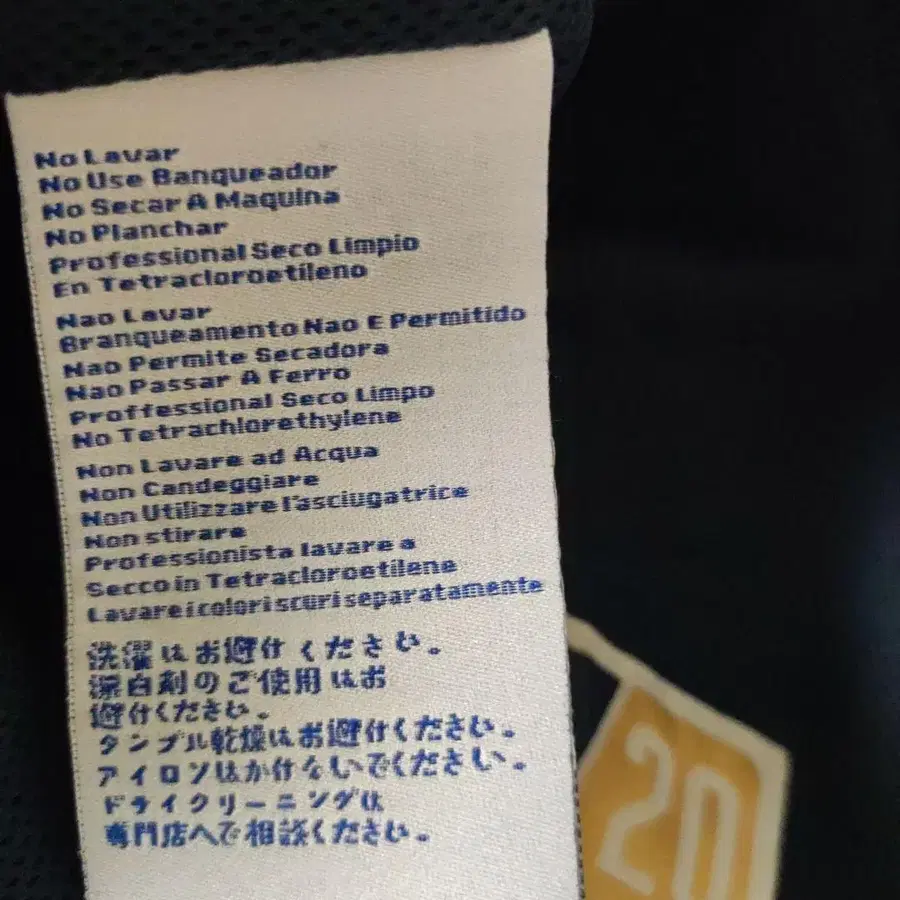 No Lavar
No Use Banqueador
No Secar A Maquina
No Planchar
Professional Seco Limpio
En Tetracloroetileno
Nao Lavar
Branqueamento Nao E Permitido
Nao Permite Secadora
Nao Passar A Ferro
Proffessional Seco Limpo
No Tetrachlorethylene
Non Lavare ad Acqua
Non Candeggiare
Non Utilizzare l'asciugatrice
Non stirare
Professionista lavare a
Secco in Tetracloroetilene
Lavare i colori scuri separatamente
洗濯はお避け ください。
漂白剤のご使用 はお
避けください。
タンブル乾燥はお避けください。
アイロンはかけないでください。
ドライクリーニングは
専門店へで相談ください。
20